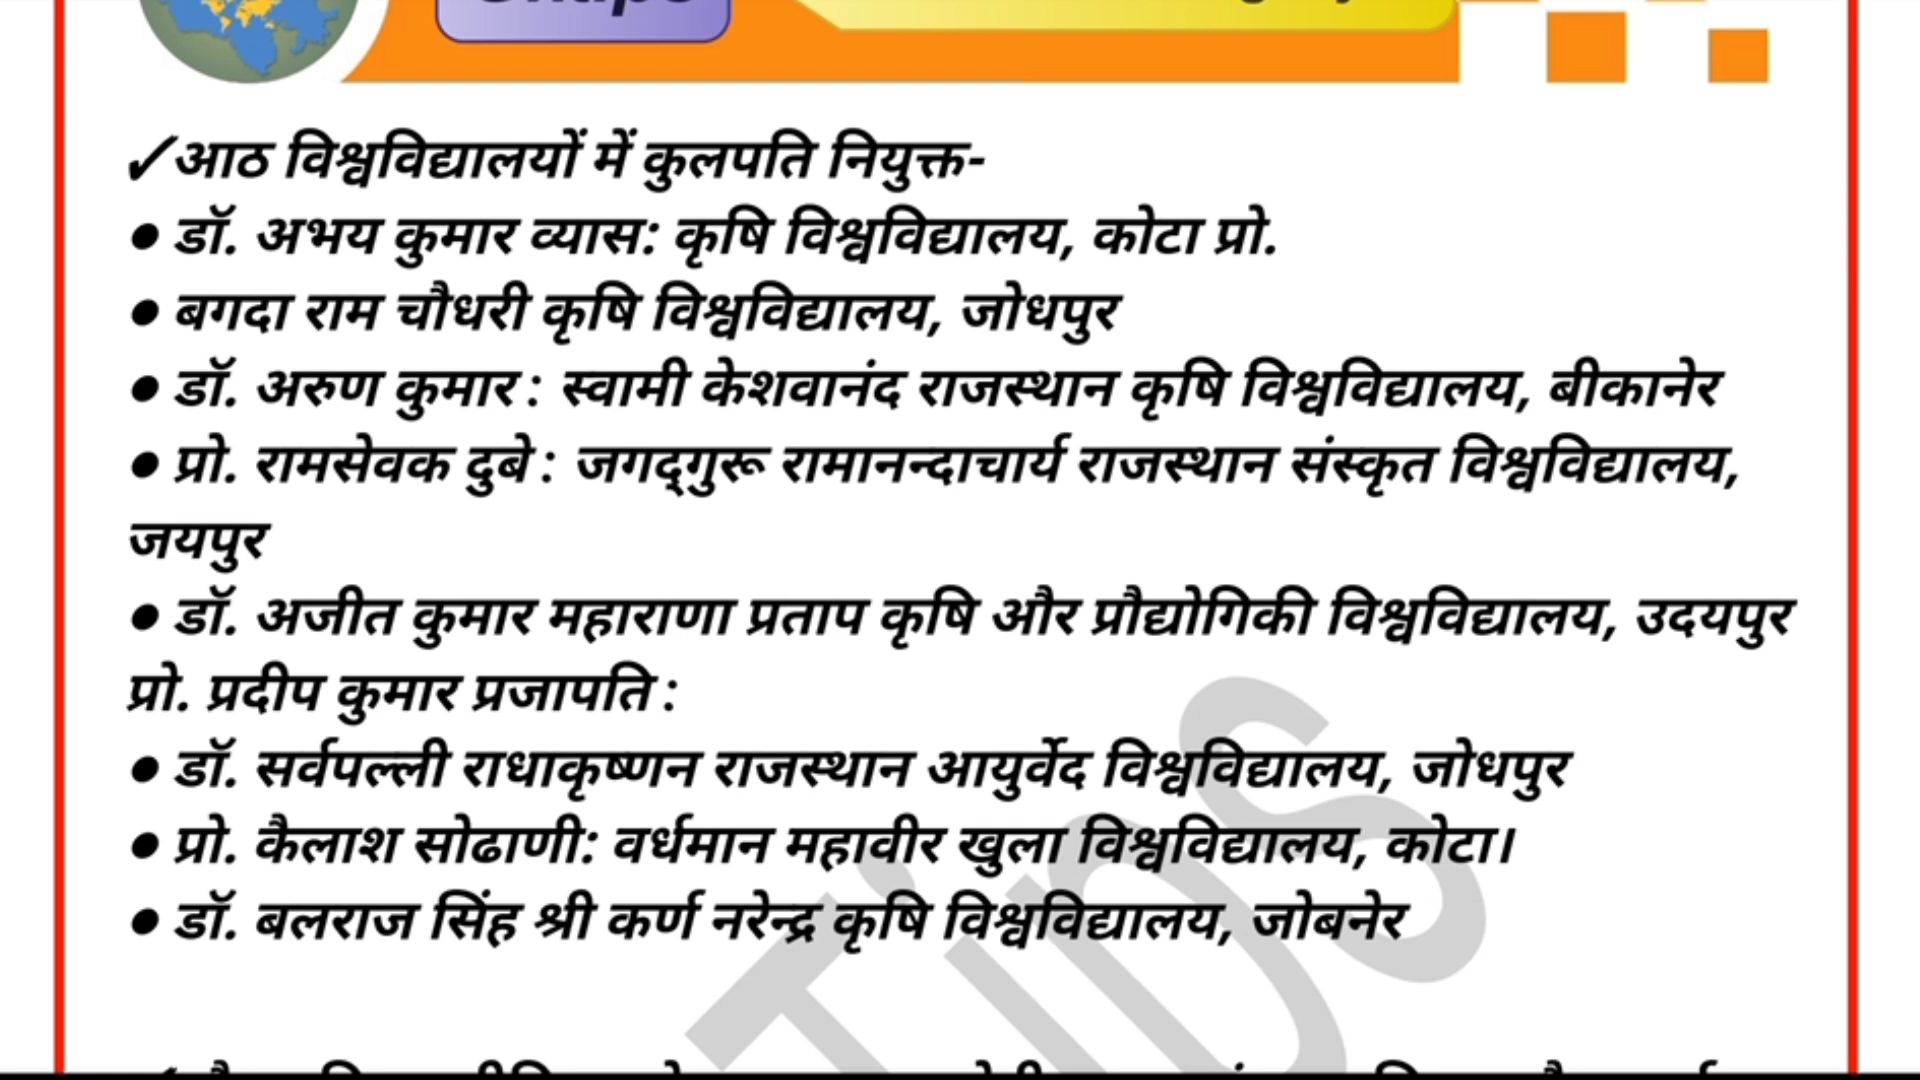 ✓आठ विश्वविद्यालयों में कुलपति नियुक्त-
● डॉ. अभय कुमार व्यास: कृषि विश्वविद्यालय, कोटा प्रो.
● बगदा राम चौधरी कृषि विश्वविद्यालय, जोधपुर
● डॉ. अरुण कुमार : स्वामी केशवानंद राजस्थान कृषि विश्वविद्यालय, बीकानेर
● प्रो. रामसेवक दुबे : जगद्गुरू रामानन्दाचार्य राजस्थान संस्कृत विश्वविद्यालय,
जयपुर
● डॉ. अजीत कुमार महाराणा प्रताप कृषि और प्रौद्योगिकी विश्वविद्यालय, उदयपुर
प्रो. प्रदीप कुमार प्रजापति :
● डॉ. सर्वपल्ली राधाकृष्णन राजस्थान आयुर्वेद विश्वविद्यालय, जोधपुर
● प्रो. कैलाश सोढाणी: वर्धमान महावीर खुला विश्वविद्यालय, कोटा।
● डॉ. बलराज सिंह श्री कर्ण नरेन्द्र कृषि विश्वविद्यालय, जोबनेर
Tips